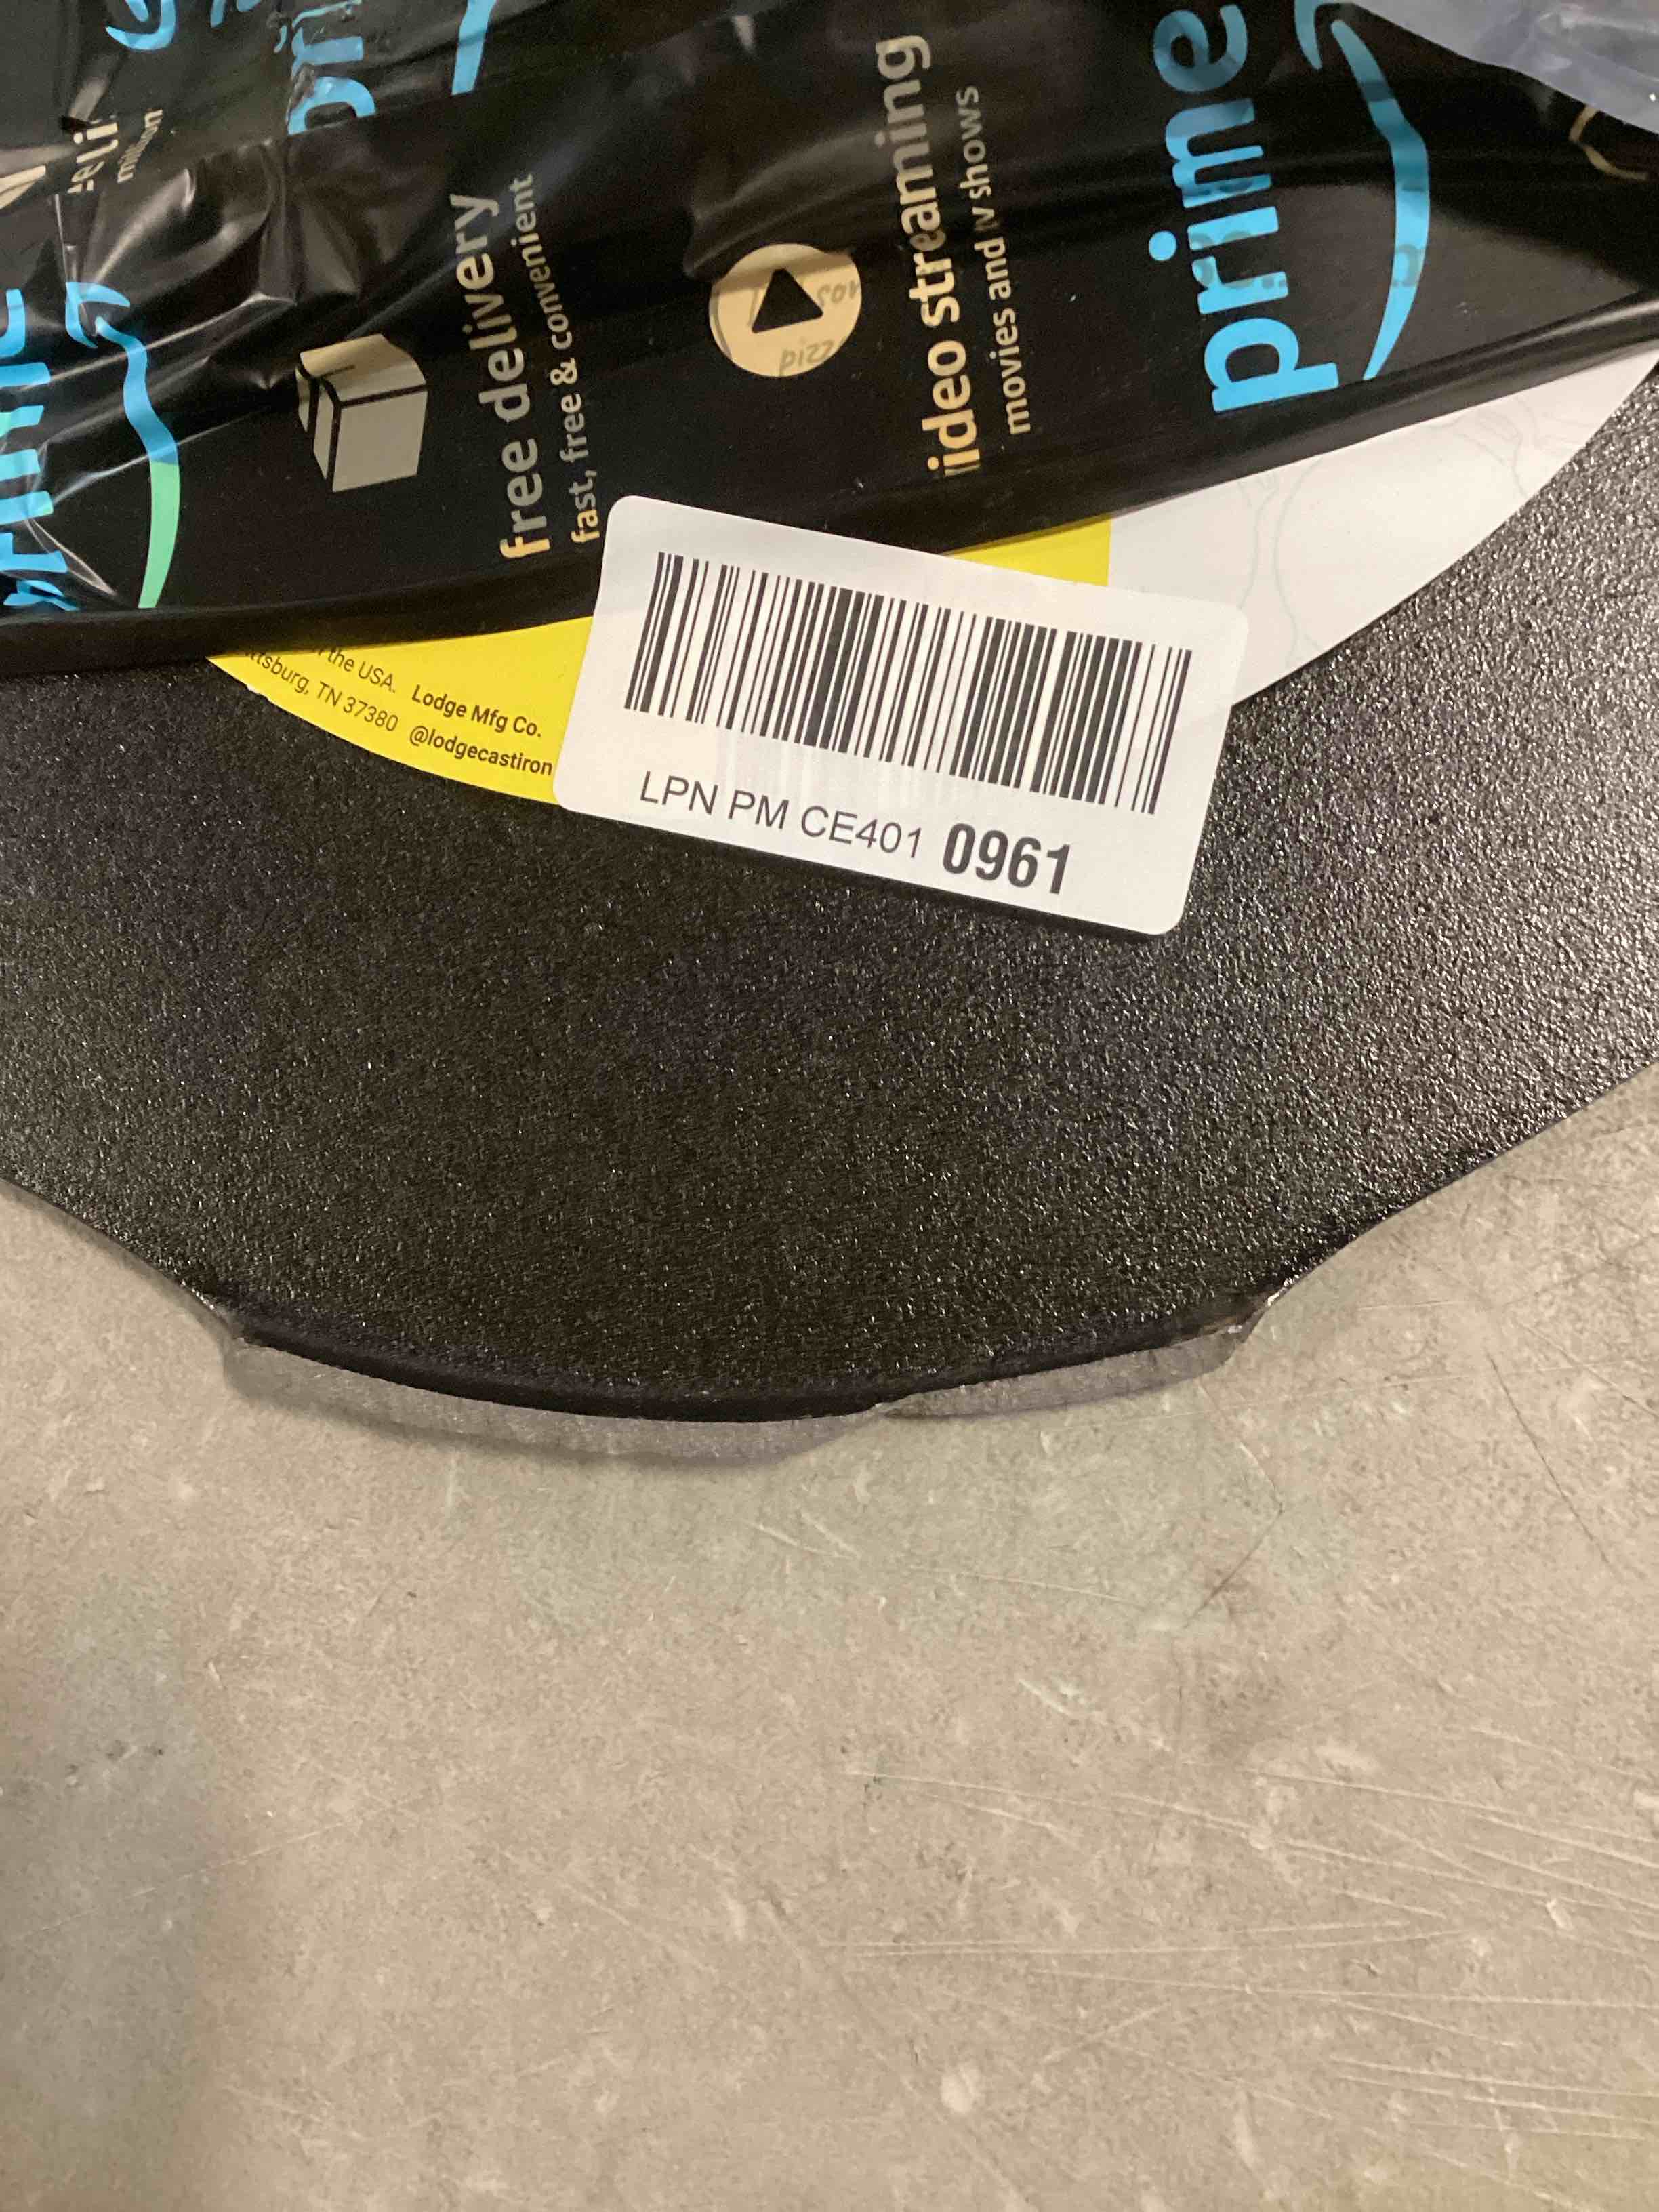 prime
free delivery
fast, free & convenient
video streaming
movies and tv shows
prime
the USA. Lodge Mfg Co.
TN 37380 @lodgecastiron
LPN PM CE401 0961